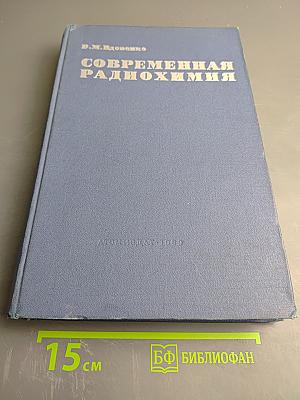 В.М.Вдовенко
СОВРЕМЕННАЯ
РАДИОХИМИЯ
15 см
БФ БИБЛИОФАН